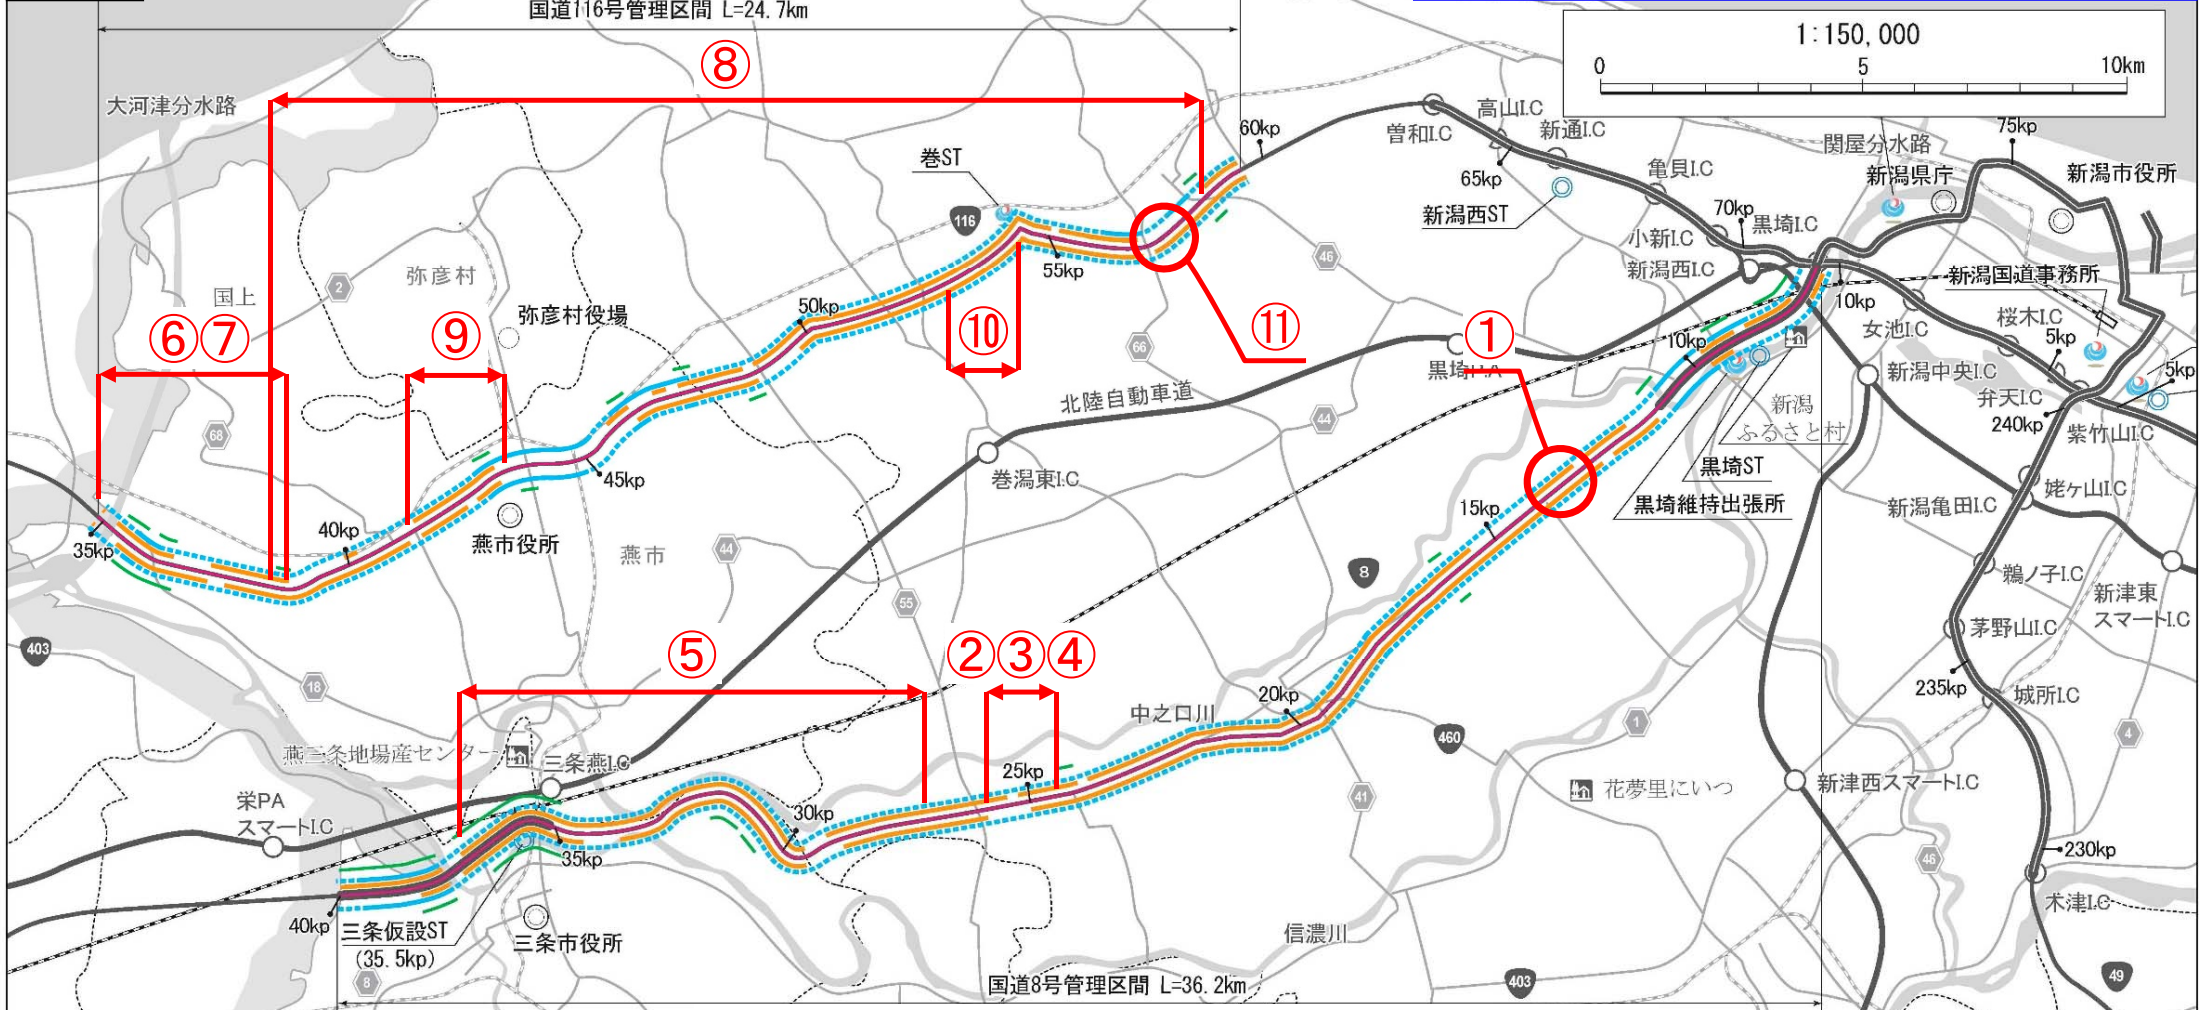 国道116号管理区間 L=24.7km
1:150,000
0
5
10km
⑧
大河津分水路
60kp
曽和I.C
高山I.C
新通I.C
65kp
新潟西ST
亀貝I.C
関屋分水路
75kp
新潟県庁
新潟市役所
巻ST
116
46
70kp
黒埼I.C
小新I.C
新潟西I.C
55kp
新潟国道事務所
10kp
女池I.C
桜木I.C
5kp
5kp
国上
2
弥彦村
弥彦村役場
50kp
⑥⑦
⑨
⑩
⑪
①
66
10kp
黒埼P.A
新潟中央I.C
弁天I.C
240kp
紫竹山I.C
北陸自動車道
44
新潟
ふるさと村
68
黒埼ST
黒埼維持出張所
巻潟東I.C
45kp
姥ヶ山I.C
新潟亀田I.C
15kp
40kp
35kp
燕市役所
燕市
44
8
鵜ノ子I.C
新津東
スマートI.C
55
403
茅野山I.C
⑤
②③④
18
235kp
城所I.C
20kp
中之口川
1
460
4
燕三条地場産センター
三条燕I.C
25kp
41
花夢里にいつ
新津西スマートI.C
栄PA
スマートI.C
30kp
35kp
46
230kp
木津I.C
40kp
三条仮設ST
(35.5kp)
三条市役所
信濃川
8
国道8号管理区間 L=36.2km
403
49